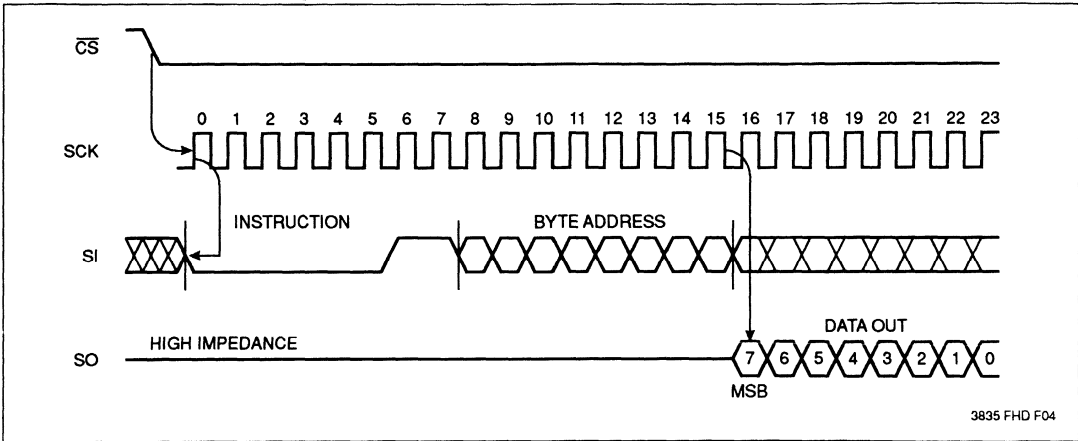 CS
0 1 2 3 4 5 6 7 8 9 10 11 12 13 14 15 16 17 18 19 20 21 22 23
SCK
INSTRUCTION
BYTE ADDRESS
SI
DATA OUT
HIGH IMPEDANCE
SO
7 6 5 4 3 2 1 0
MSB
3835 FHD F04